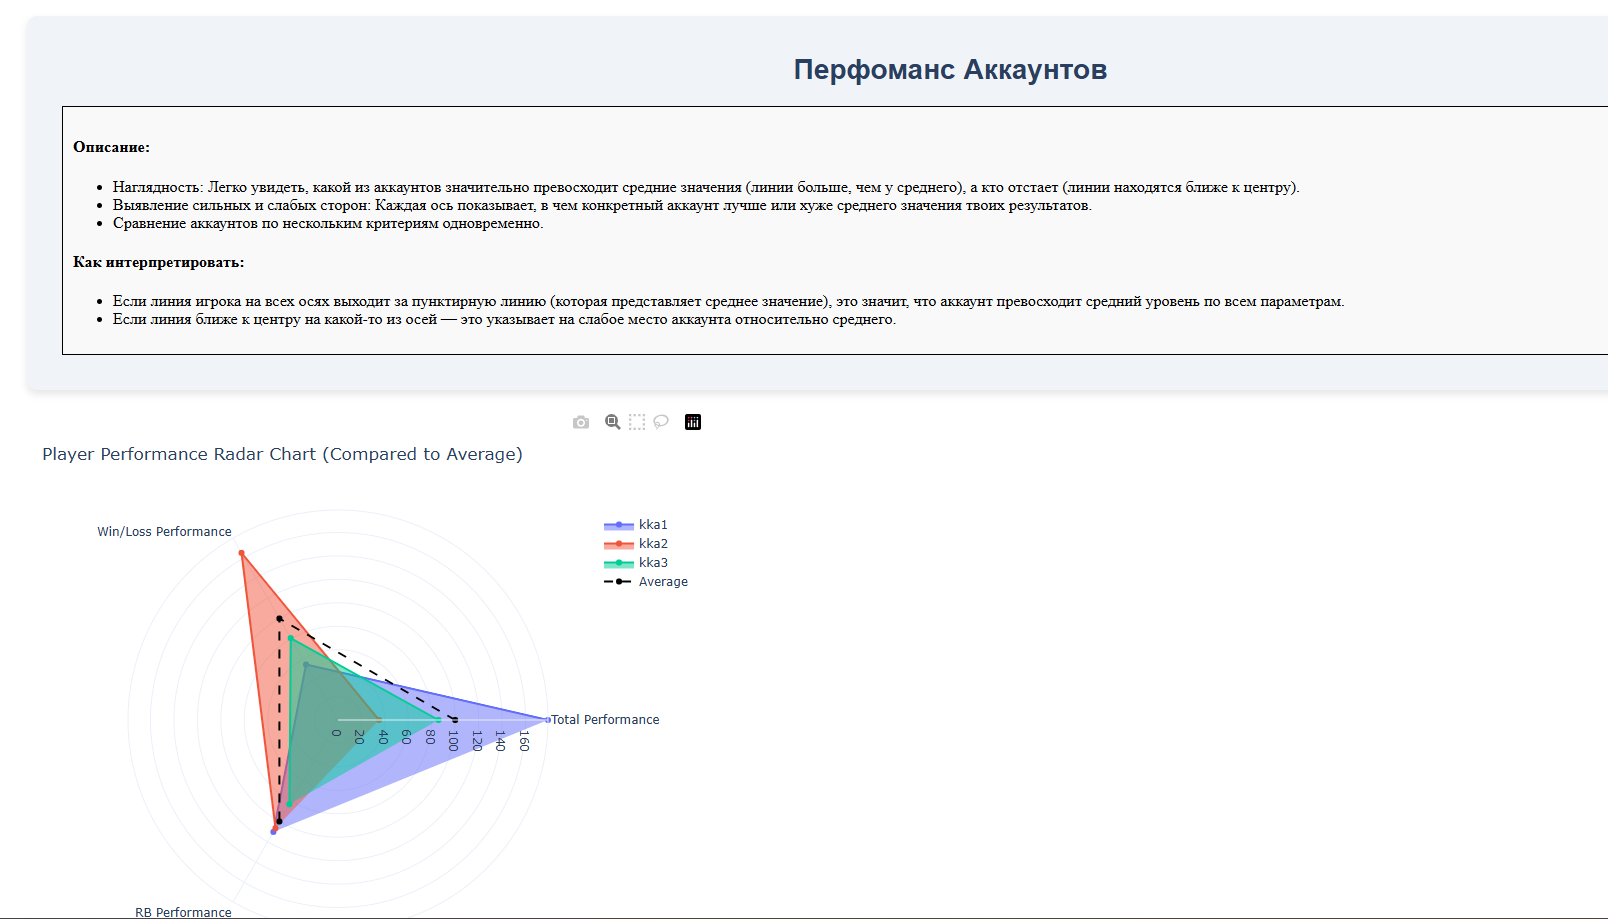 Перфоманс Аккаунтов
Описание:
Наглядность: Легко увидеть, какой из аккаунтов значительно превосходит средние значения (линии больше, чем у среднего), а кто отстает (линии находятся ближе к центру).
Выявление сильных и слабых сторон: Каждая ось показывает, в чем конкретный аккаунт лучше или хуже среднего значения твоих результатов.
Сравнение аккаунтов по нескольким критериям одновременно.
Как интерпретировать:
Если линия игрока на всех осях выходит за пунктирную линию (которая представляет среднее значение), это значит, что аккаунт превосходит средний уровень по всем параметрам.
Если линия ближе к центру на какой-то из осей — это указывает на слабое место аккаунта относительно среднего.
Player Performance Radar Chart (Compared to Average)
Win/Loss Performance
kka1
kka2
kka3
Average
Total Performance
0 20 40 60 80 100 120 140 160
RB Performance